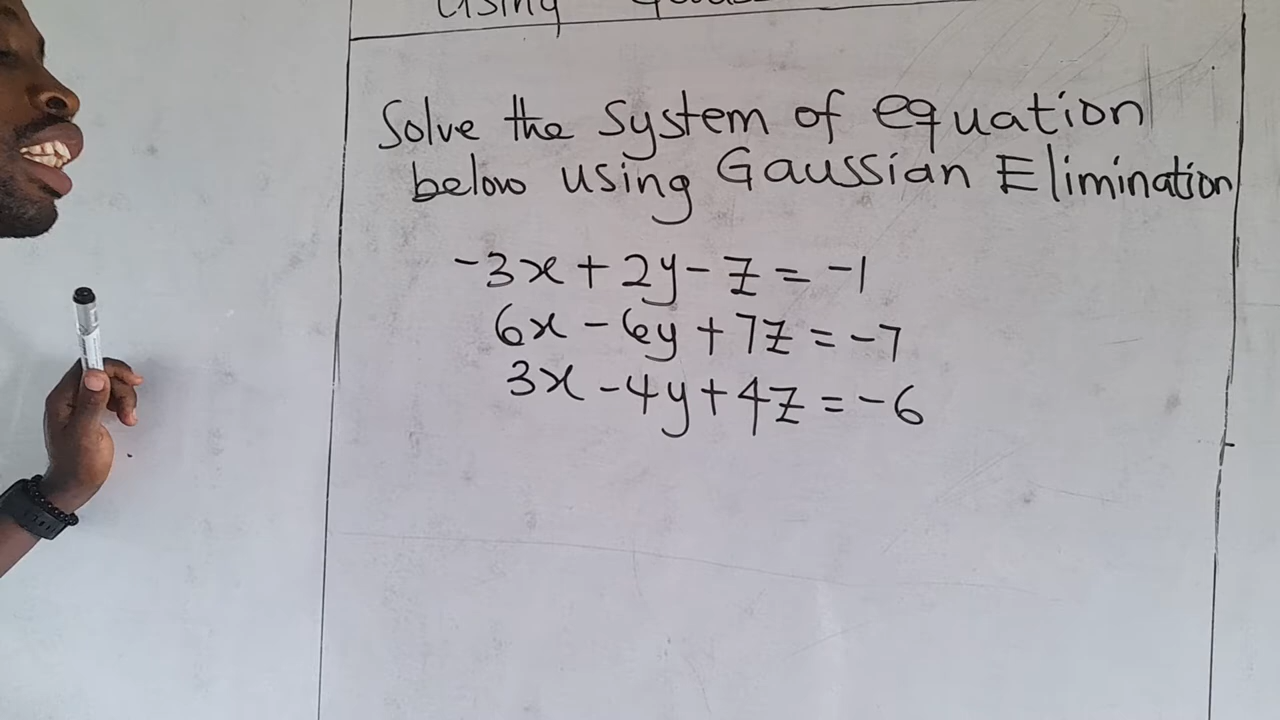 Using
Solve the system of equation
below using Gaussian Elimination
-3x + 2y - z = -1
6x - 6y + 7z = -7
3x - 4y + 4z = -6